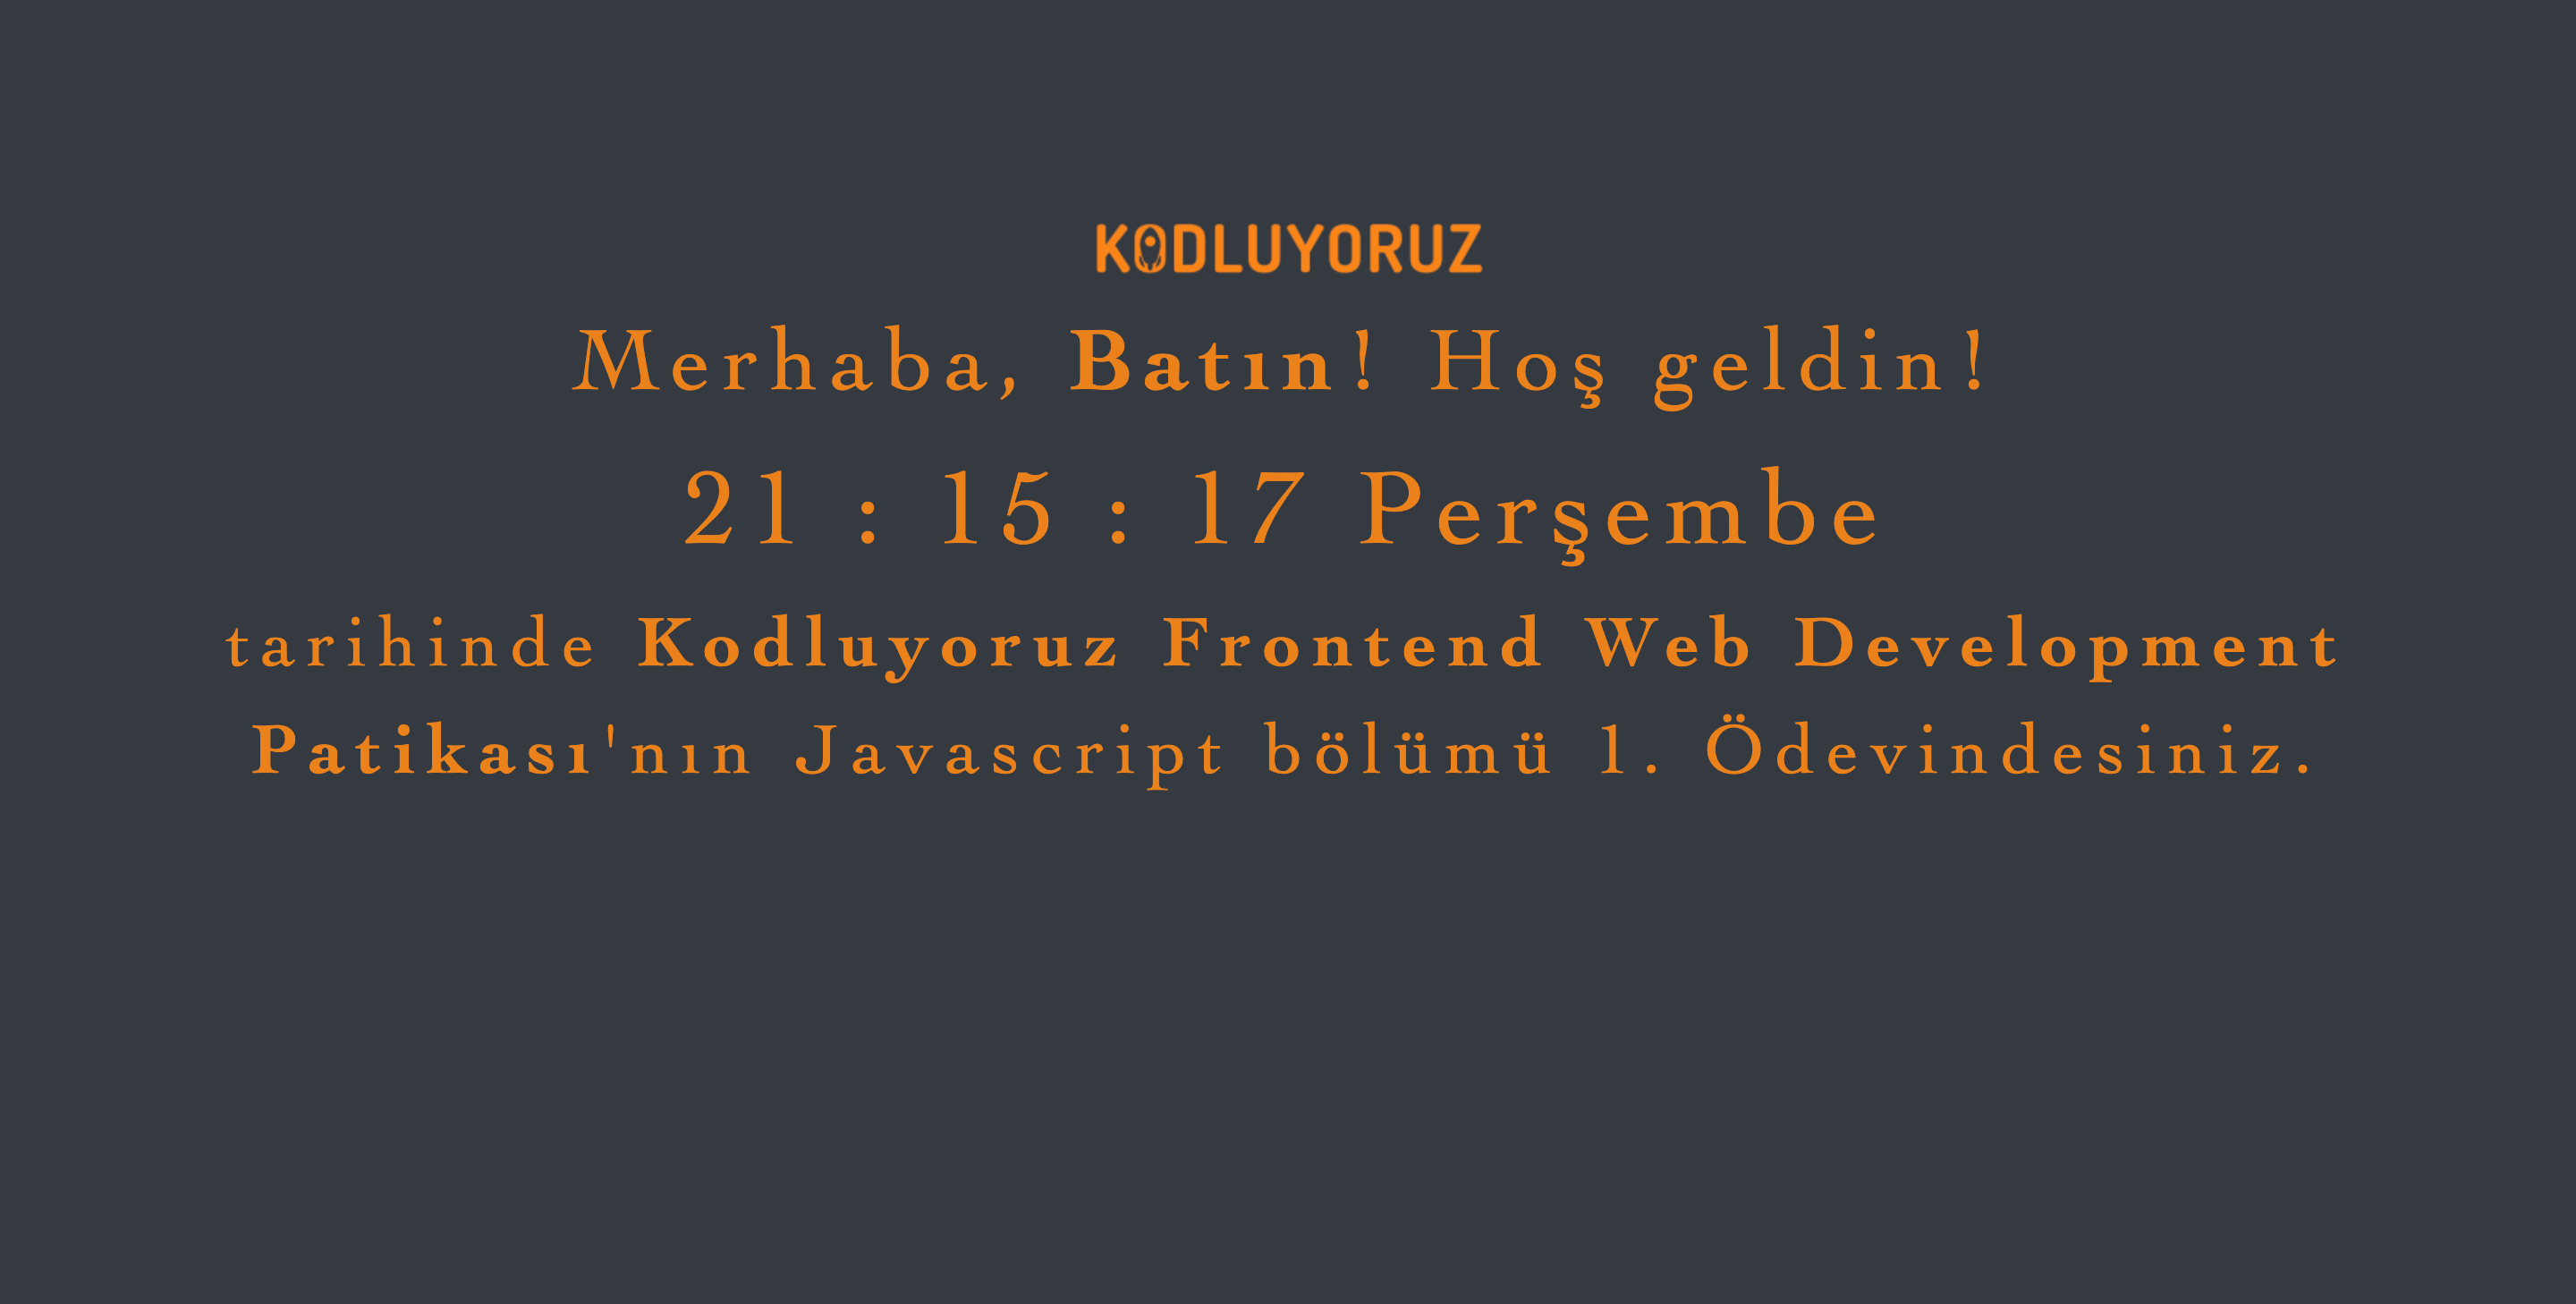 KODLUYORUZ
Merhaba, Batın! Hoş geldin!
21 : 15 : 17 Perşembe
tarihinde Kodluyoruz Frontend Web Development
Patikası'nın Javascript bölümü 1. Ödevindesiniz.